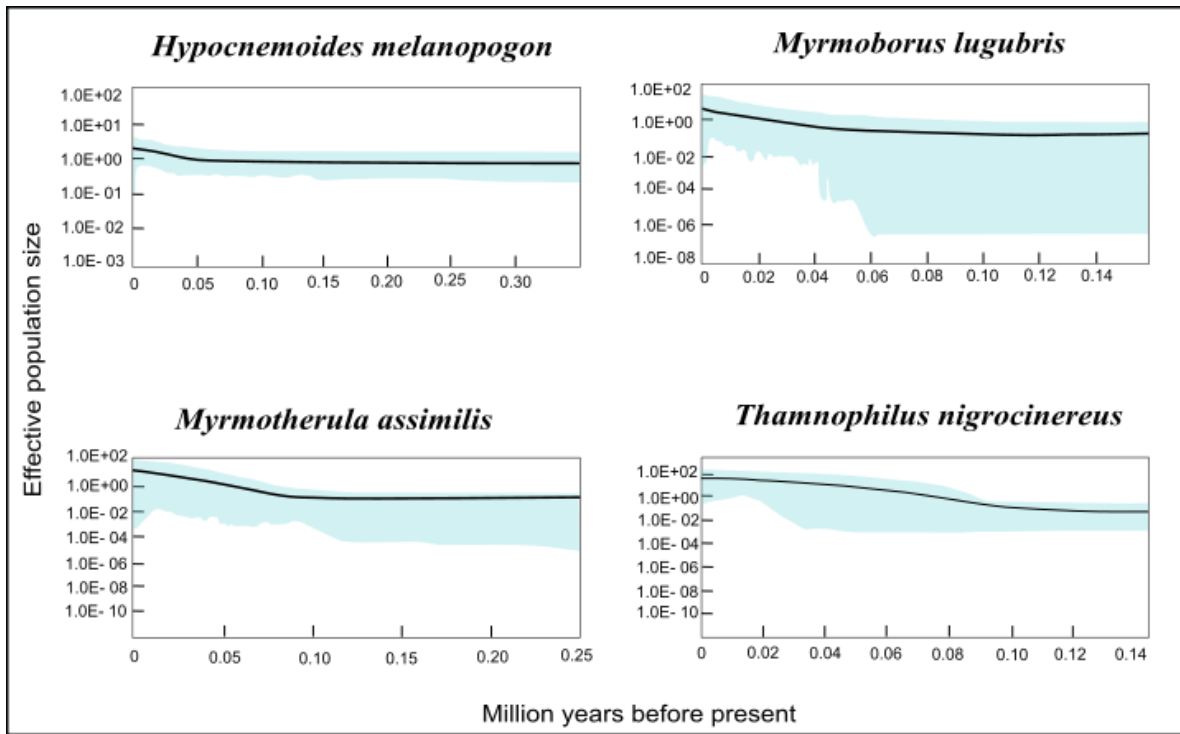 Hypocnemoides melanopogon
1.0E+02
1.0E+01
1.0E+00
1.0E- 01
1.0E- 02
1.0E- 03
0 0.05 0.10 0.15 0.20 0.25 0.30
Myrmoborus lugubris
1.0E+02
1.0E+00
1.0E- 02
1.0E- 04
1.0E- 06
1.0E- 08
0 0.02 0.04 0.06 0.08 0.10 0.12 0.14
Effective population size
Myrmotherula assimilis
1.0E+02
1.0E+00
1.0E- 02
1.0E- 04
1.0E- 06
1.0E- 08
1.0E- 10
0 0.05 0.10 0.15 0.20 0.25
Thamnophilus nigrocinereus
1.0E+02
1.0E+00
1.0E- 02
1.0E- 04
1.0E- 06
1.0E- 08
1.0E- 10
0 0.02 0.04 0.06 0.08 0.10 0.12 0.14
Million years before present